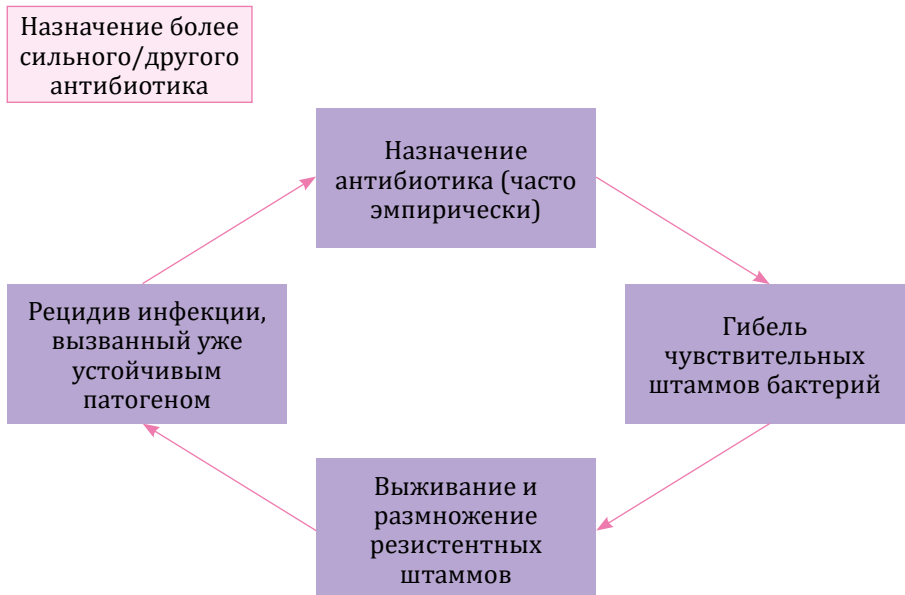 Назначение более
сильного/другого
антибиотика
Назначение
антибиотика (часто
эмпирически)
Гибель
чувствительных
штаммов бактерий
Выживание и
размножение
резистентных
штаммов
Рецидив инфекции,
вызванный уже
устойчивым
патогеном